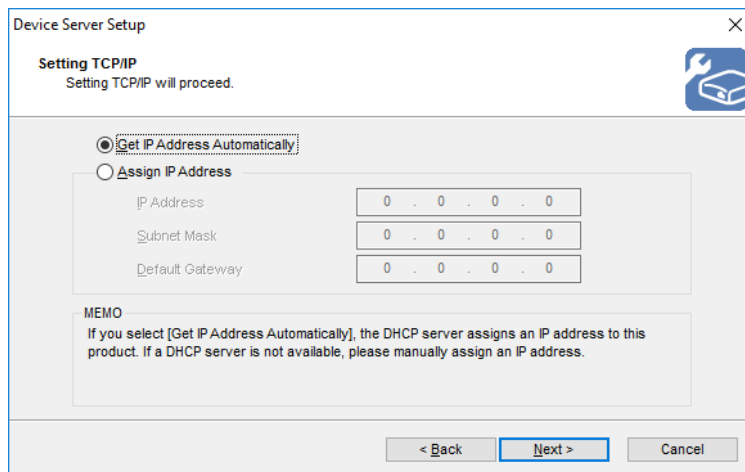 Device Server Setup
Setting TCP/IP
Setting TCP/IP will proceed.
Get IP Address Automatically
Assign IP Address
IP Address 0 . 0 . 0 . 0
Subnet Mask 0 . 0 . 0 . 0
Default Gateway 0 . 0 . 0 . 0
MEMO
If you select [Get IP Address Automatically], the DHCP server assigns an IP address to this
product. If a DHCP server is not available, please manually assign an IP address.
< Back Next > Cancel